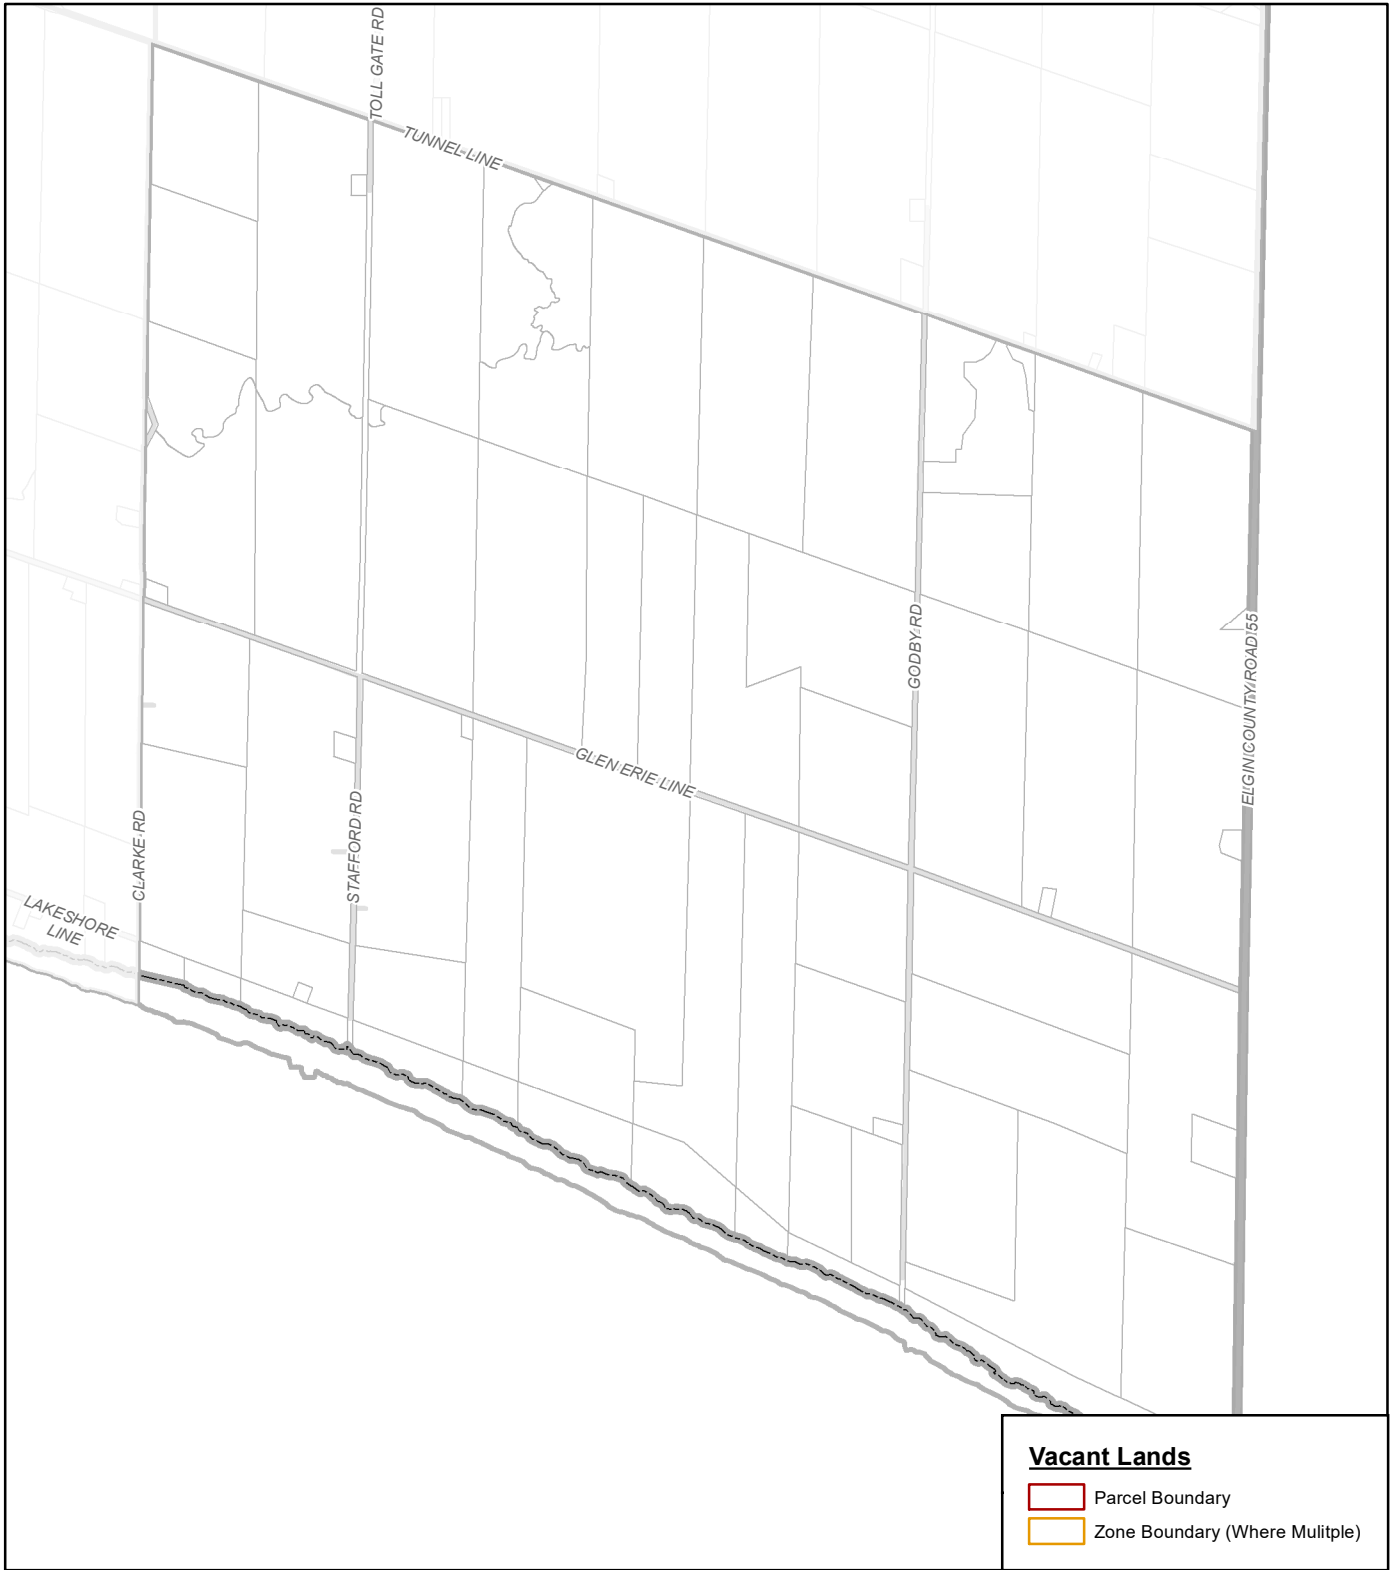 TOLL GATE RD
TUNNEL LINE
GODBY RD
ELGIN COUNTY ROAD 55
GLEN ERIE LINE
STAFFORD RD
CLARKE RD
LAKESHORE
LINE
Vacant Lands
Parcel Boundary
Zone Boundary (Where Mulitple)